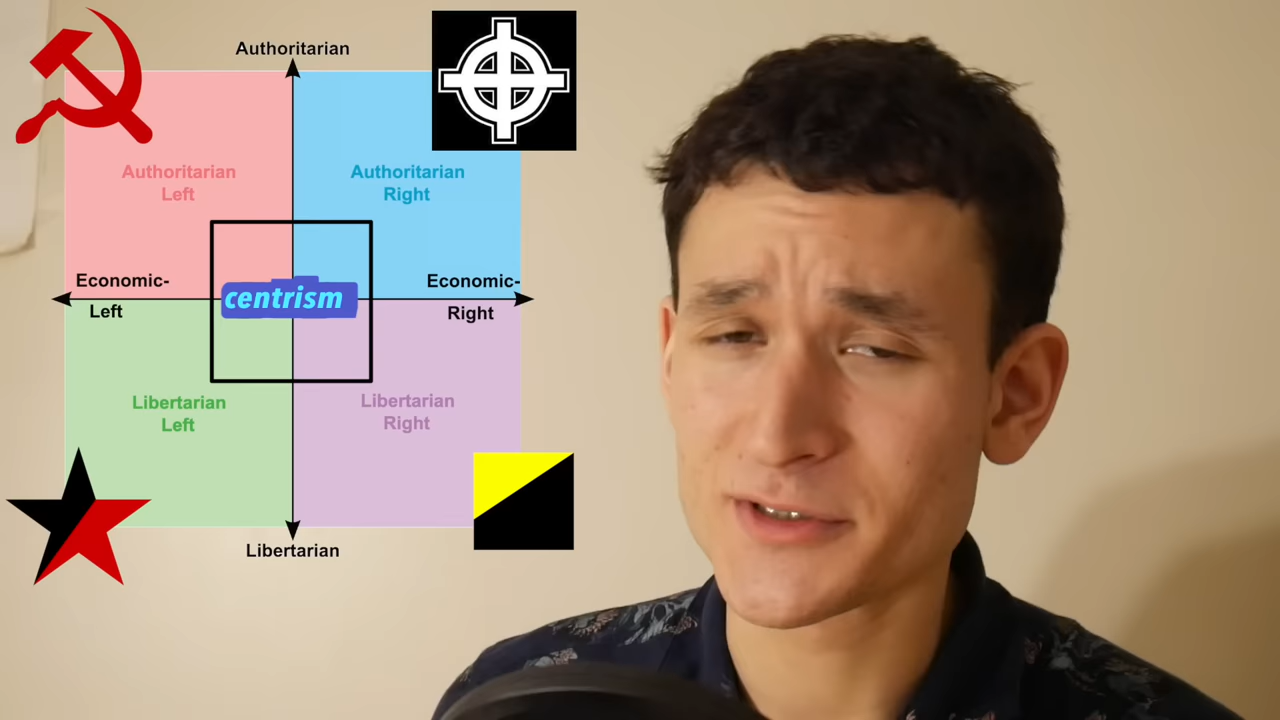 Authoritarian
Authoritarian
Left
Authoritarian
Right
Economic-
Left
centrism
Economic-
Right
Libertarian
Left
Libertarian
Right
Libertarian